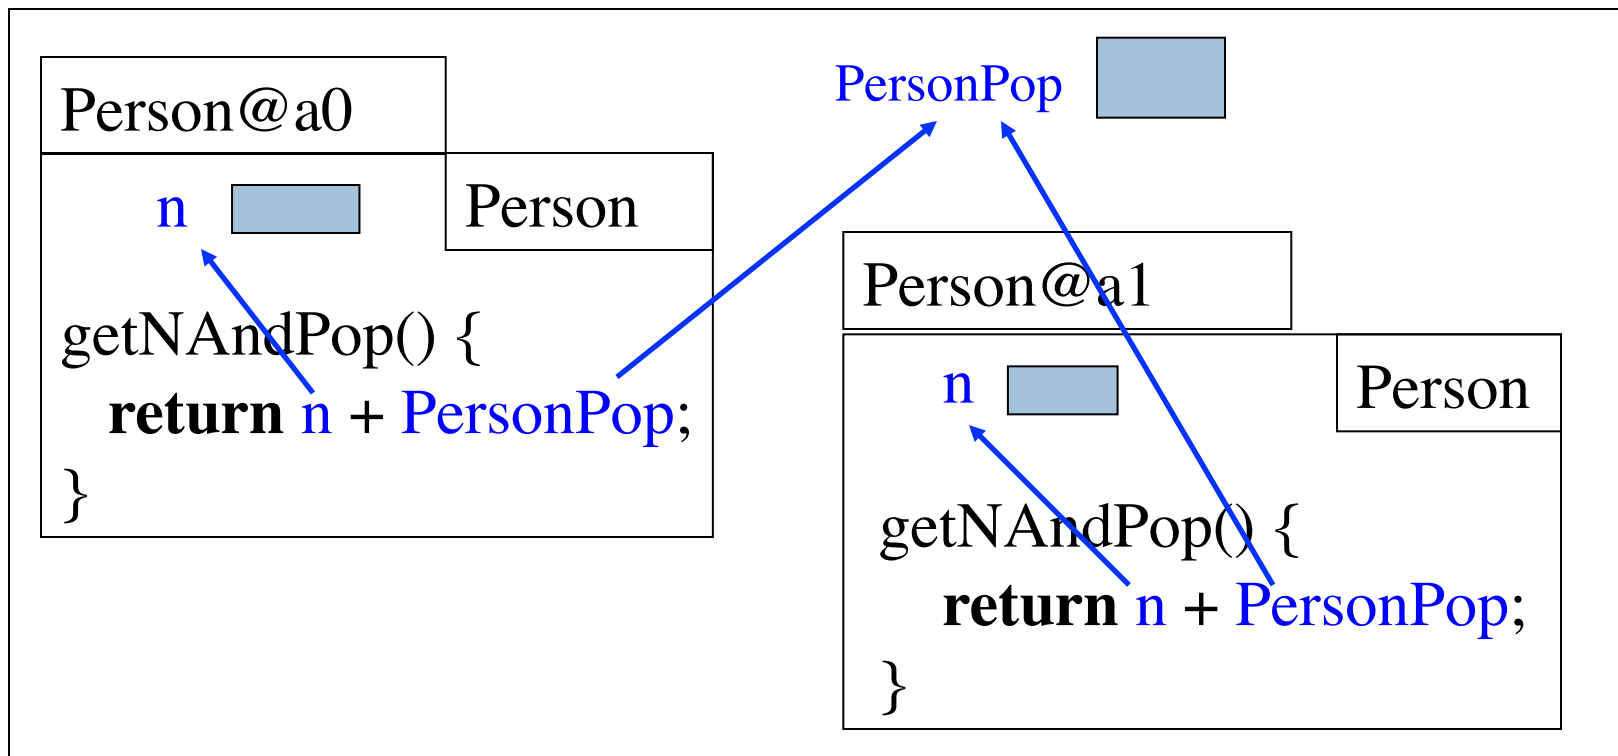 PersonPop
Person@a0
n
Person
getNAndPop() {
return n + PersonPop;
}
Person@a1
n
Person
getNAndPop() {
return n + PersonPop;
}